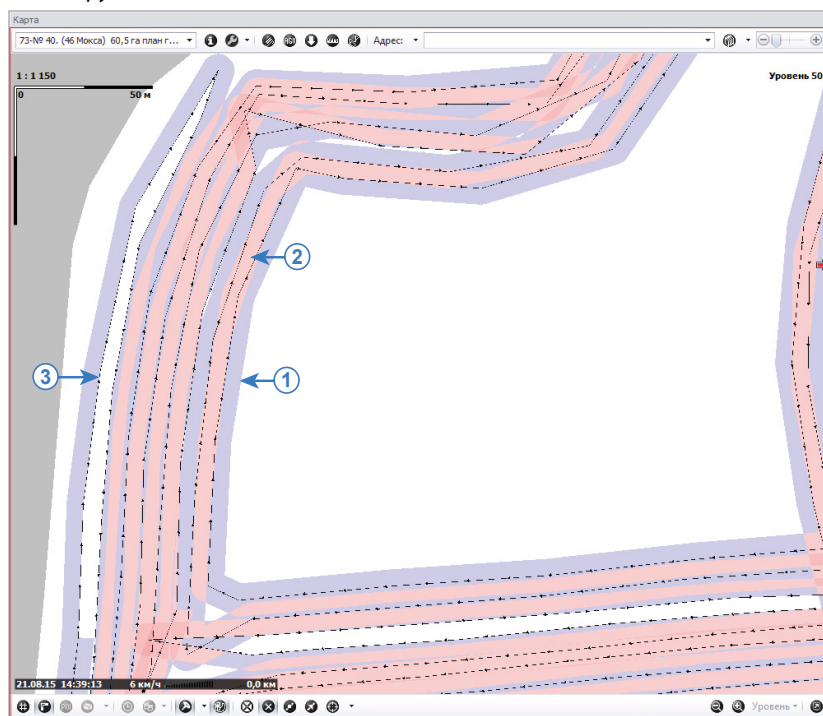 Карта
73-№ 40. (46 Мокса) 60,5 га план г...
Адрес:
1 : 1 150
0 50 м
Уровень 50
2
3
1
21.08.15 14:39:13 6 км/ч 0,0 км
Уровень